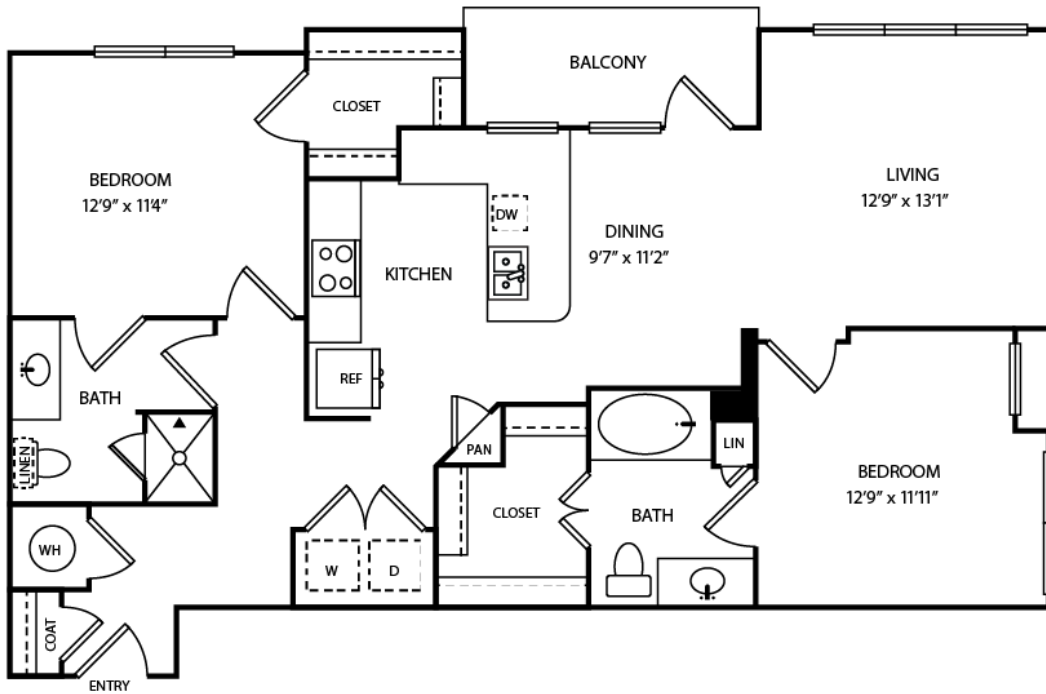 BALCONY
CLOSET
BEDROOM
12'9" x 11'4"
LIVING
12'9" x 13'1"
DW
DINING
9'7" x 11'2"
KITCHEN
REF
BATH
LINEN
PAN
LIN
BEDROOM
12'9" x 11'11"
CLOSET
BATH
WH
W
D
COAT
ENTRY